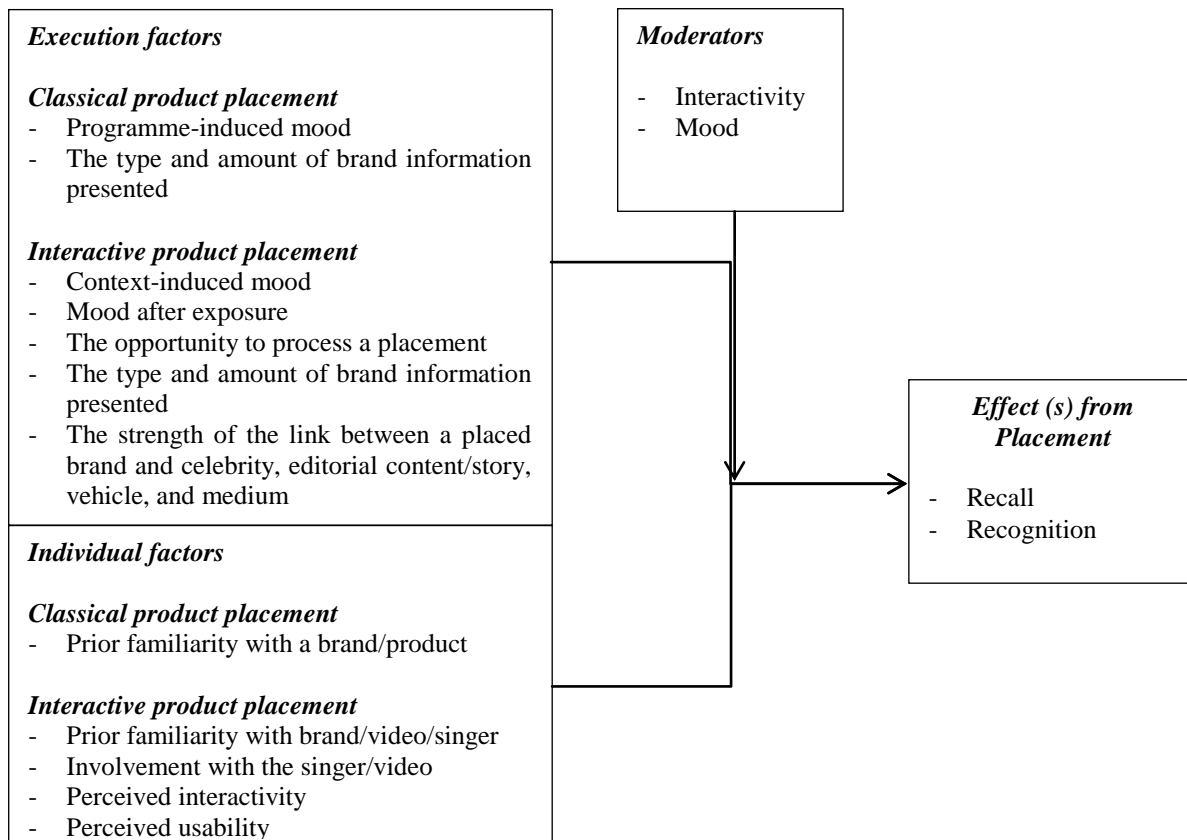 Execution factors
Classical product placement
- Programme-induced mood
- The type and amount of brand information
presented
Interactive product placement
- Context-induced mood
- Mood after exposure
- The opportunity to process a placement
- The type and amount of brand information
presented
- The strength of the link between a placed
brand and celebrity, editorial content/story,
vehicle, and medium
Individual factors
Classical product placement
- Prior familiarity with a brand/product
Interactive product placement
- Prior familiarity with brand/video/singer
- Involvement with the singer/video
- Perceived interactivity
- Perceived usability
Moderators
- Interactivity
- Mood
Effect (s) from
Placement
- Recall
- Recognition